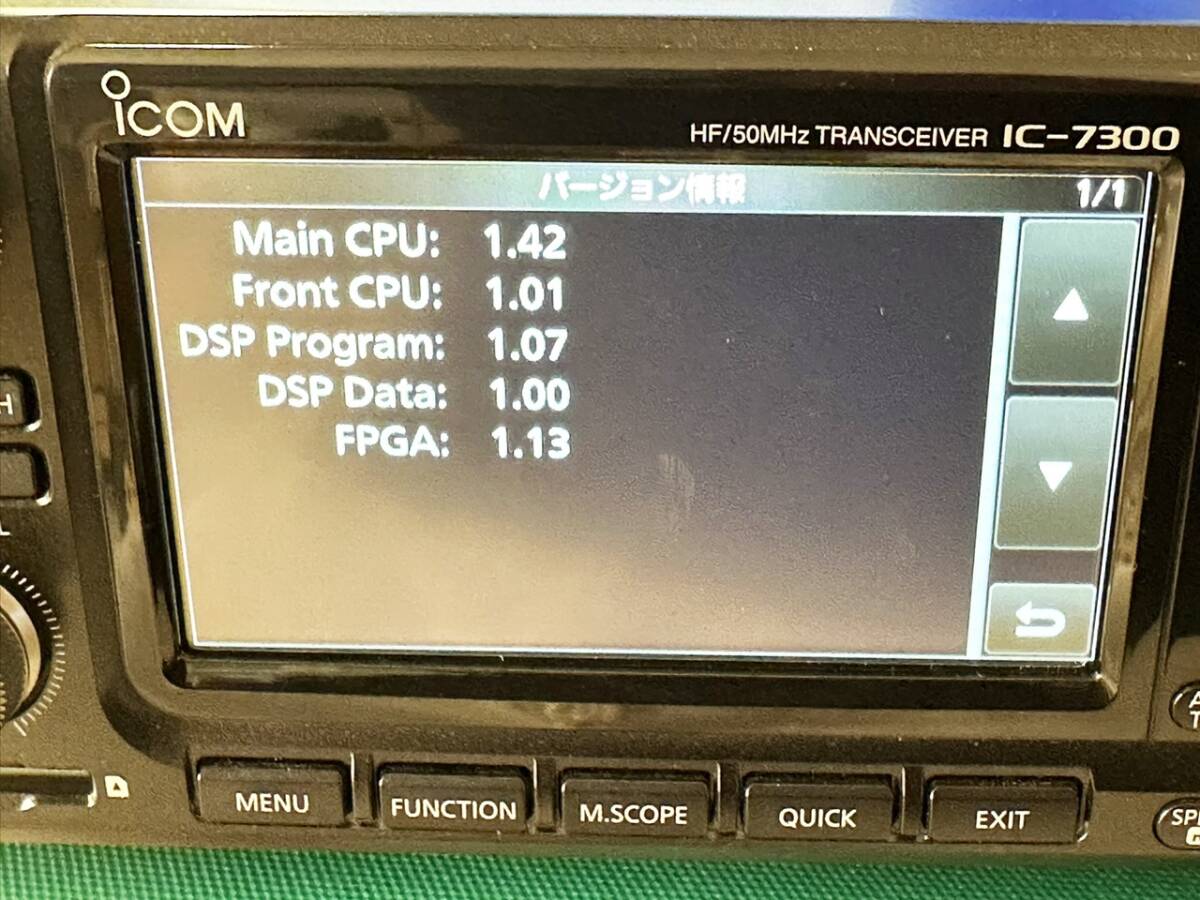 ICOM
HF/50MHz TRANSCEIVER IC-7300
バージョン情報 1/1
Main CPU: 1.42
Front CPU: 1.01
DSP Program: 1.07
DSP Data: 1.00
FPGA: 1.13
MENU
FUNCTION
M.SCOPE
QUICK
EXIT